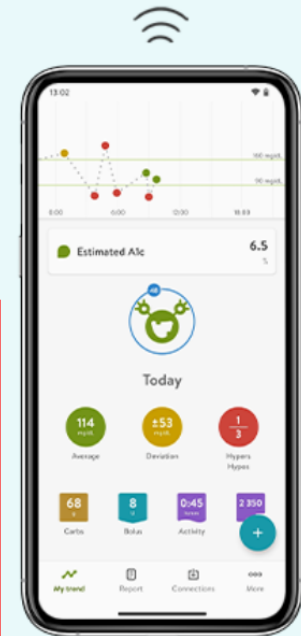 13:02
160 mg/dL
90 mg/dL
0:00 6:00 12:00 18:00
Estimated A1c 6.5
%
Today
114 ±53 1
mg/dL mg/dL 3
Average Deviation Hypers
Hypos
68 8 0:45 2 350
g
Carbs Bolus Activity
+
My trend Report Connections More